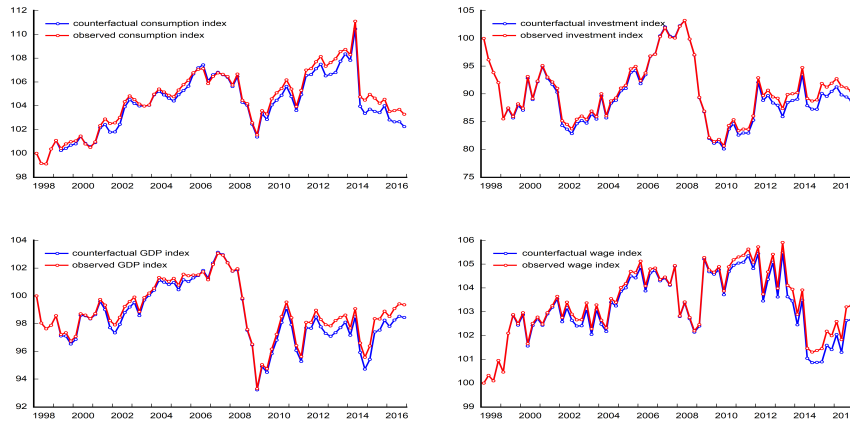 112
110
108
106
104
102
100
98
counterfactual consumption index
observed consumption index
1998 2000 2002 2004 2006 2008 2010 2012 2014 2016
105
100
95
90
85
80
75
counterfactual investment index
observed investment index
1998 2000 2002 2004 2006 2008 2010 2012 2014 201
104
102
100
98
96
94
92
counterfactual GDP index
observed GDP index
1998 2000 2002 2004 2006 2008 2010 2012 2014 2016
106
105
104
103
102
101
100
99
counterfactual wage index
observed wage index
1998 2000 2002 2004 2006 2008 2010 2012 2014 201